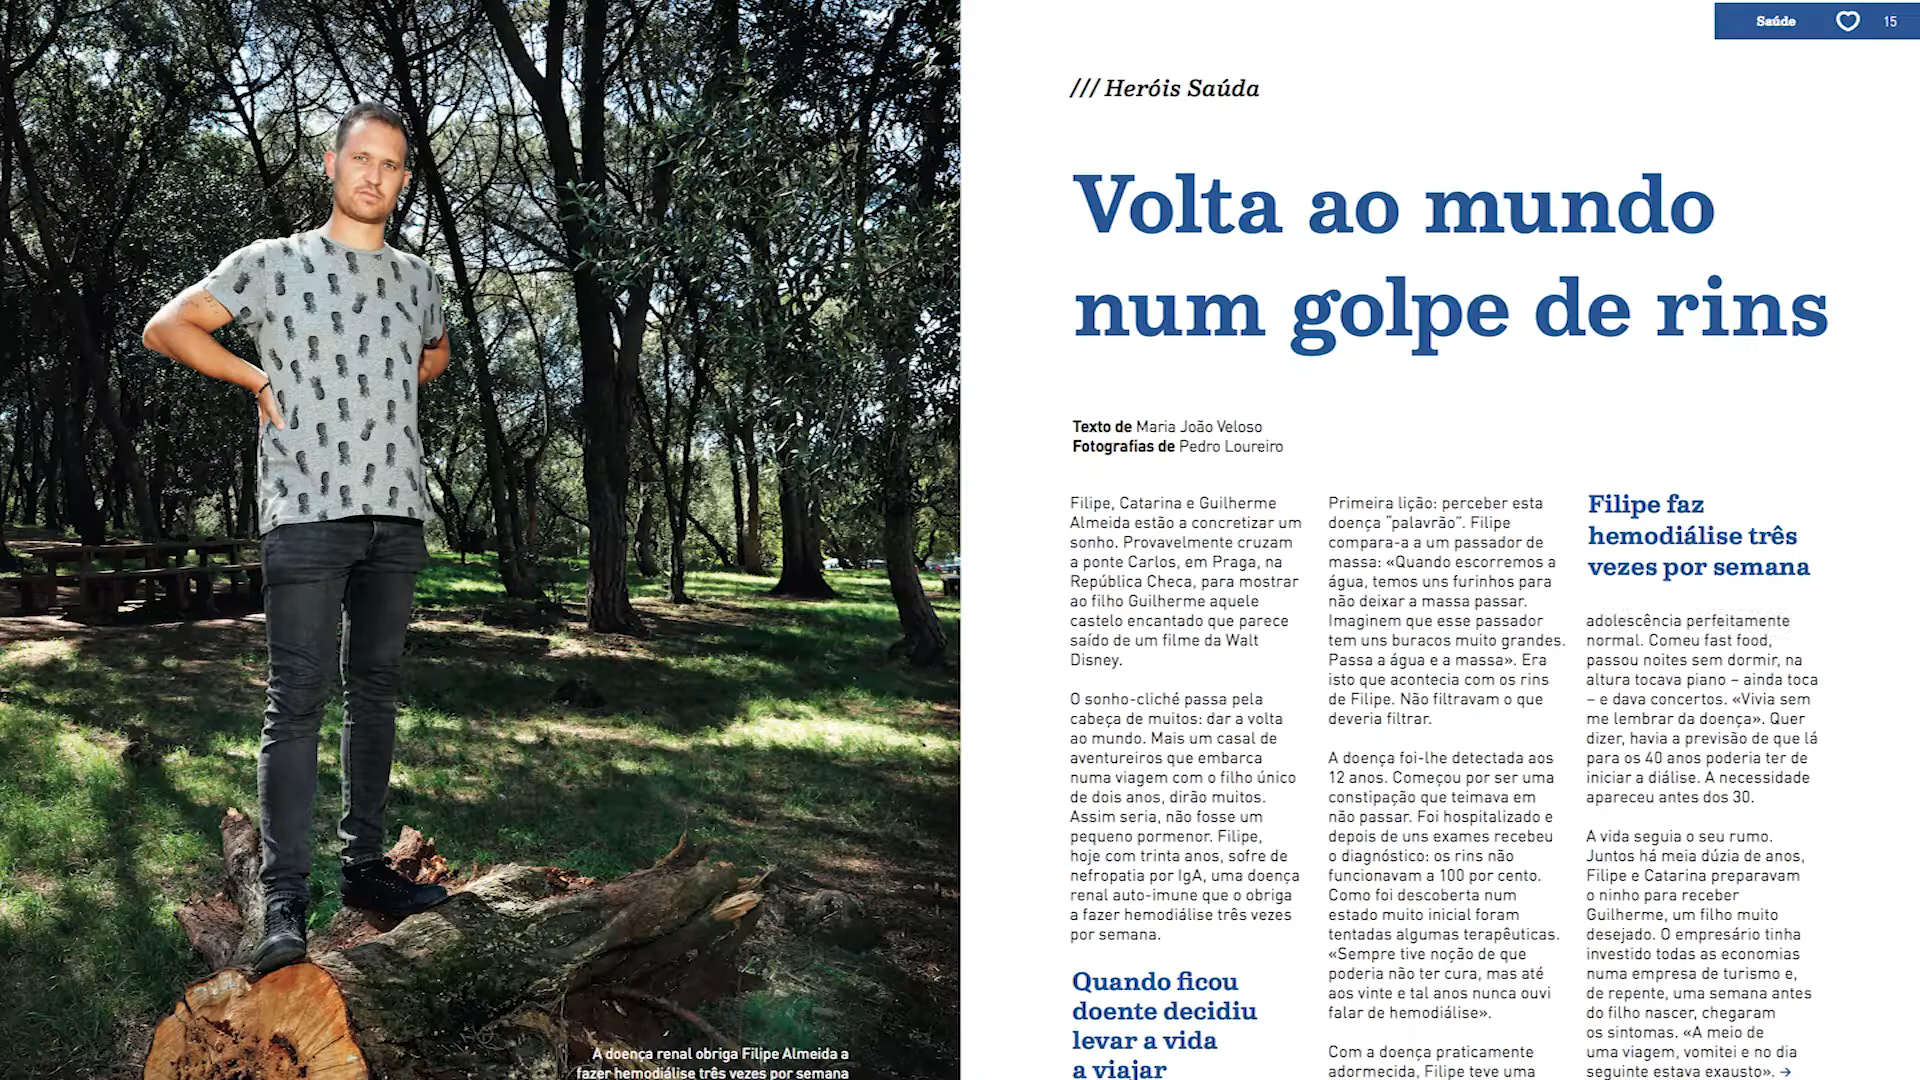 Saúde 15
/// Heróis Saúda
Volta ao mundo
num golpe de rins
Texto de Maria João Veloso
Fotografias de Pedro Loureiro
Filipe, Catarina e Guilherme
Almeida estão a concretizar um
sonho. Provavelmente cruzam
a ponte Carlos, em Praga, na
República Checa, para mostrar
ao filho Guilherme aquele
castelo encantado que parece
saído de um filme da Walt
Disney.
O sonho-cliché passa pela
cabeça de muitos: dar a volta
ao mundo. Mais um casal de
aventureiros que embarca
numa viagem com o filho único
de dois anos, dirão muitos.
Assim seria, não fosse um
pequeno pormenor. Filipe,
hoje com trinta anos, sofre de
nefropatia por IgA, uma doença
renal auto-imune que o obriga
a fazer hemodiálise três vezes
por semana.
Quando ficou
doente decidiu
levar a vida
a viajar
Primeira lição: perceber esta
doença “palavrão”. Filipe
compara-a a um passador de
massa: «Quando escorremos a
água, temos uns furinhos para
não deixar a massa passar.
Imaginem que esse passador
tem uns buracos muito grandes.
Passa a água e a massa». Era
isto que acontecia com os rins
de Filipe. Não filtravam o que
deveria filtrar.
A doença foi-lhe detectada aos
12 anos. Começou por ser uma
constipação que teimava em
não passar. Foi hospitalizado e
depois de uns exames recebeu
o diagnóstico: os rins não
funcionavam a 100 por cento.
Como foi descoberta num
estado muito inicial foram
tentadas algumas terapêuticas.
«Sempre tive noção de que
poderia não ter cura, mas até
aos vinte e tal anos nunca ouvi
falar de hemodiálise».
Com a doença praticamente
adormecida, Filipe teve uma
Filipe faz
hemodiálise três
vezes por semana
adolescência perfeitamente
normal. Comeu fast food,
passou noites sem dormir, na
altura tocava piano – ainda toca
– e dava concertos. «Vivia sem
me lembrar da doença». Quer
dizer, havia a previsão de que lá
para os 40 anos poderia ter de
iniciar a diálise. A necessidade
apareceu antes dos 30.
A vida seguia o seu rumo.
Juntos há meia dúzia de anos,
Filipe e Catarina preparavam
o ninho para receber
Guilherme, um filho muito
desejado. O empresário tinha
investido todas as economias
numa empresa de turismo e,
de repente, uma semana antes
do filho nascer, chegaram
os sintomas. «A meio de
uma viagem, vomitei e no dia
seguinte estava exausto». →
A doença renal obriga Filipe Almeida a
fazer hemodiálise três vezes por semana